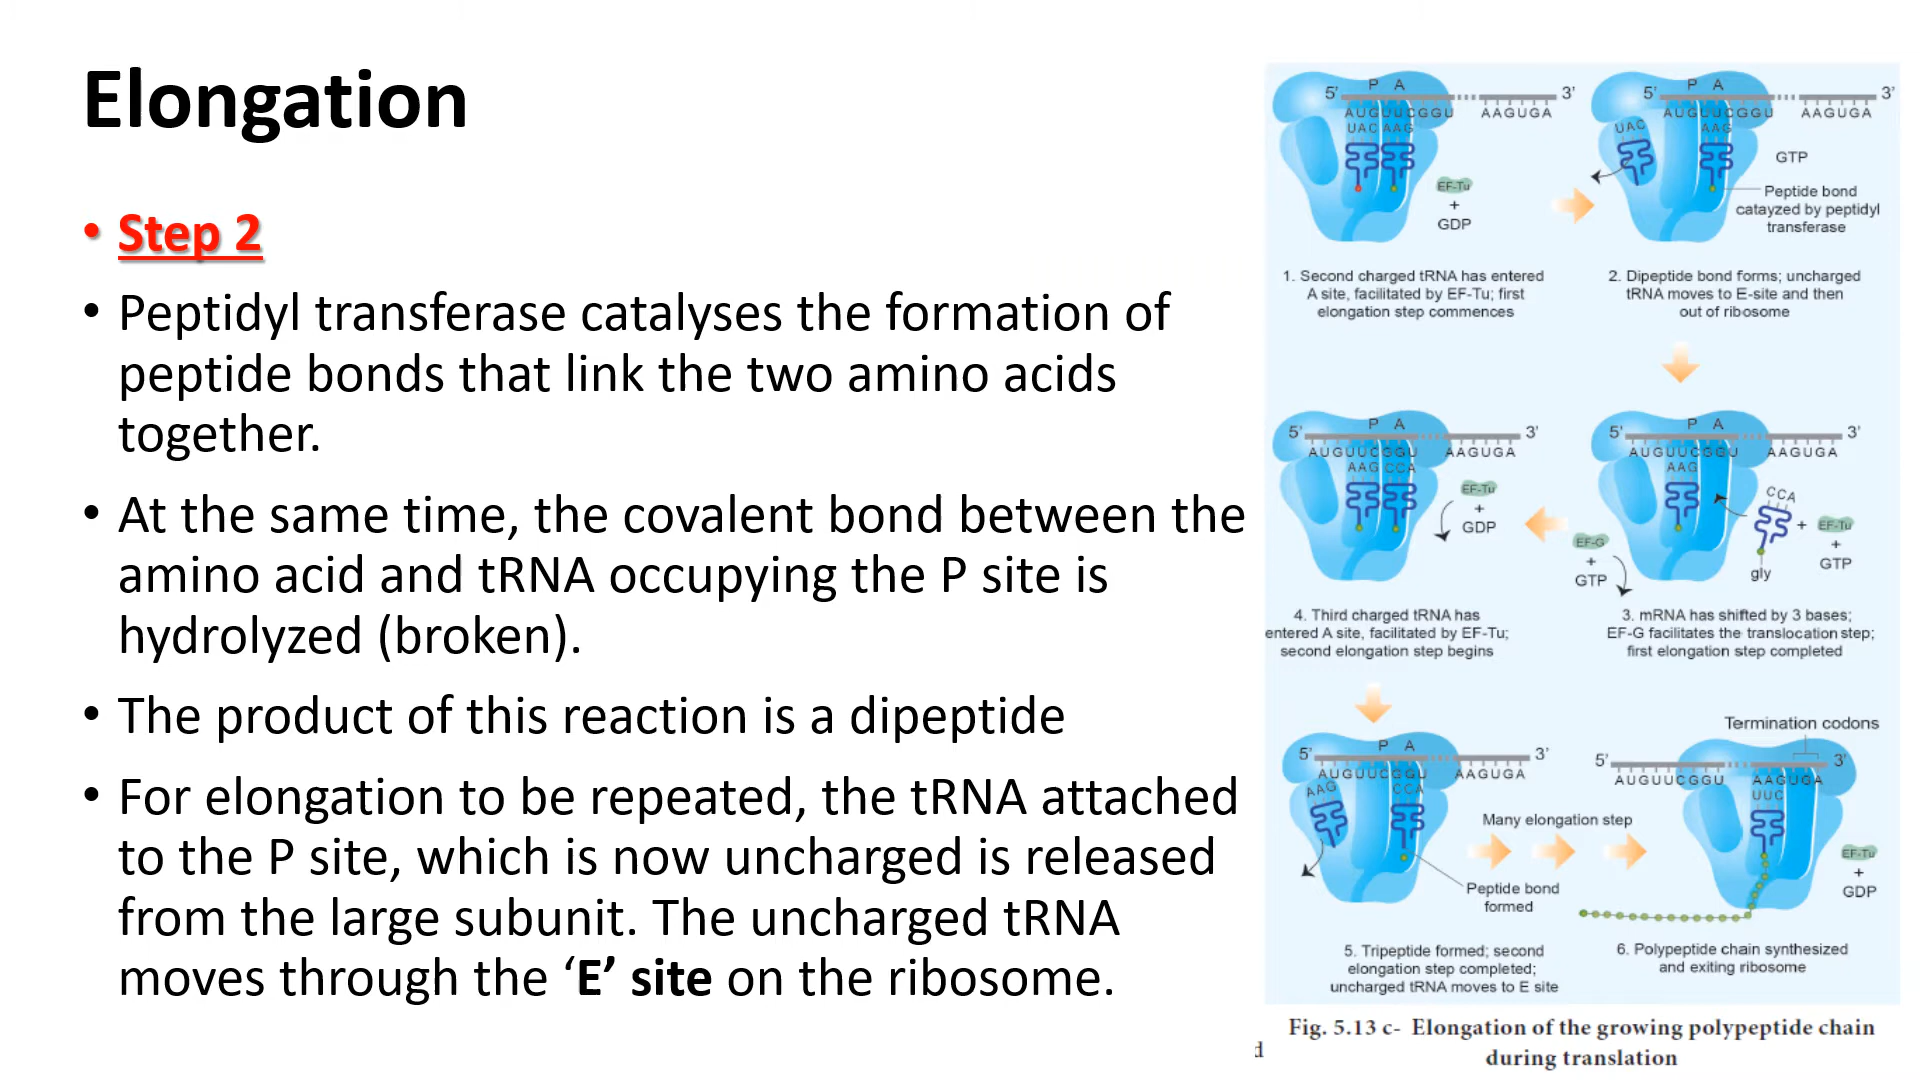 Elongation
• Step 2
• Peptidyl transferase catalyses the formation of
peptide bonds that link the two amino acids
together.
• At the same time, the covalent bond between the
amino acid and tRNA occupying the P site is
hydrolyzed (broken).
• The product of this reaction is a dipeptide
• For elongation to be repeated, the tRNA attached
to the P site, which is now uncharged is released
from the large subunit. The uncharged tRNA
moves through the ‘E’ site on the ribosome.
P A
5' 3'
AUGUUCGGU AAGUGA
UAC AAG
EF-Tu
+
GDP
1. Second charged tRNA has entered
A site, facilitated by EF-Tu; first
elongation step commences
P A
5' 3'
AUGUUCGGU AAGUGA
UAC AAG
GTP
Peptide bond
catayzed by peptidyl
transferase
2. Dipeptide bond forms; uncharged
tRNA moves to E-site and then
out of ribosome
P A
5' 3'
AUGUUCGGU AAGUGA
AAG CCA
EF-Tu
+
GDP
4. Third charged tRNA has
entered A site, facilitated by EF-Tu;
second elongation step begins
P A
5' 3'
AUGUUCGGU AAGUGA
AAG
CCA
+ EF-Tu
+
GTP
gly
EF-G
+
GTP
3. mRNA has shifted by 3 bases;
EF-G facilitates the translocation step;
first elongation step completed
P A
5' 3'
AUGUUCGGU AAGUGA
AAG CCA
Peptide bond
formed
5. Tripeptide formed; second
elongation step completed;
uncharged tRNA moves to E site
Many elongation step
Termination codons
5' 3'
AUGUUCGGU AAGUGA
UUC
EF-Tu
+
GDP
6. Polypeptide chain synthesized
and exiting ribosome
Fig. 5.13 c- Elongation of the growing polypeptide chain
during translation
d